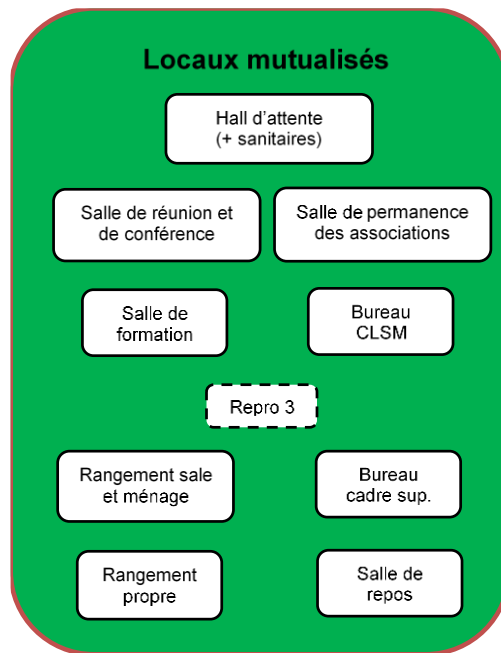 Locaux mutualisés
Hall d'attente
(+ sanitaires)
Salle de réunion et
de conférence
Salle de permanence
des associations
Salle de
formation
Bureau
CLSM
Repro 3
Rangement sale
et ménage
Bureau
cadre sup.
Rangement
propre
Salle de
repos